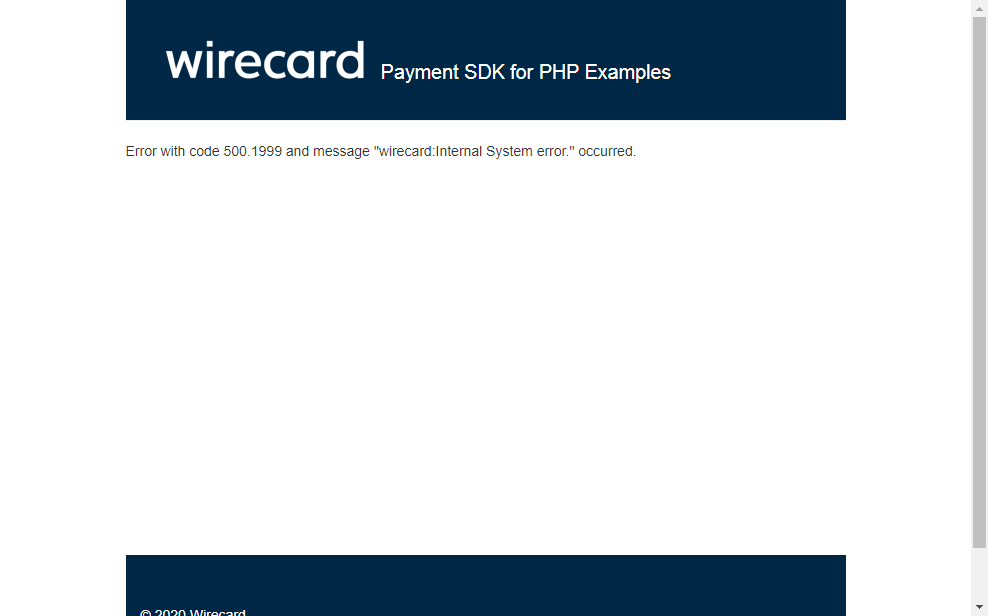 wirecard Payment SDK for PHP Examples
Error with code 500.1999 and message "wirecard:Internal System error." occurred.
© 2020 Wirecard